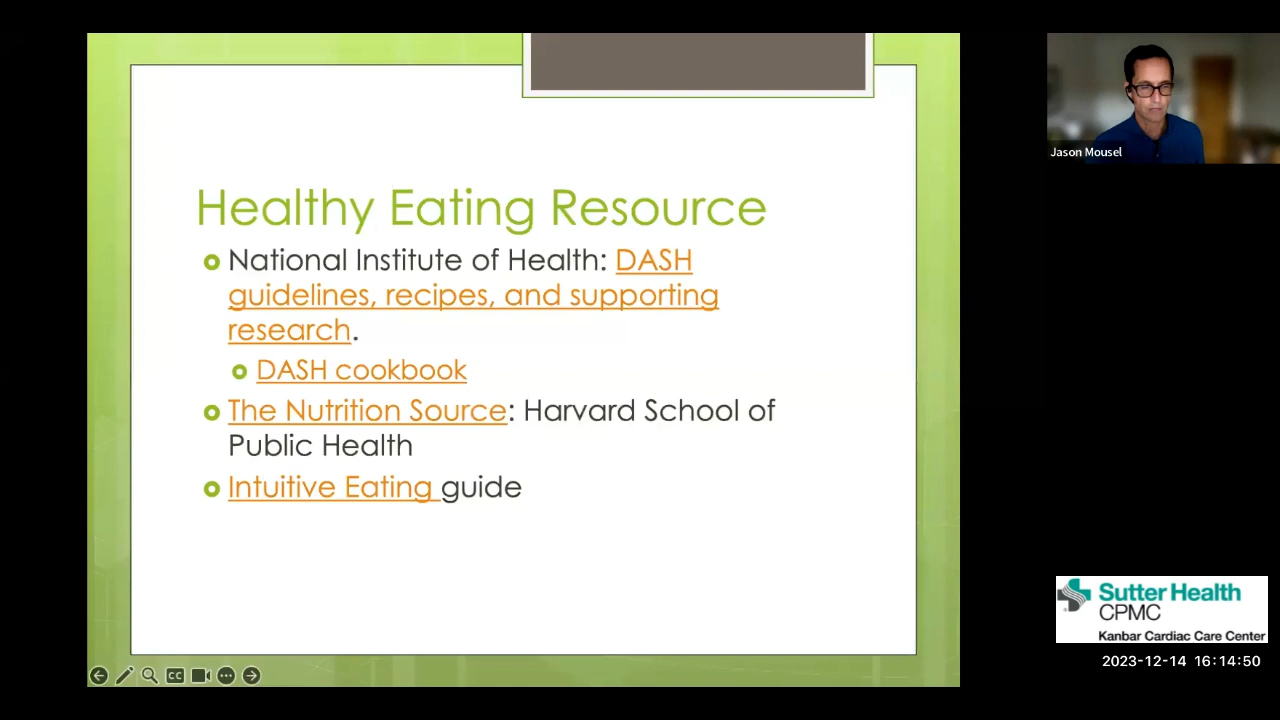 Healthy Eating Resource
National Institute of Health: DASH
guidelines, recipes, and supporting
research.
DASH cookbook
The Nutrition Source: Harvard School of
Public Health
Intuitive Eating guide
CC
Jason Mousel
Sutter Health
CPMC
Kanbar Cardiac Care Center
2023-12-14 16:14:50